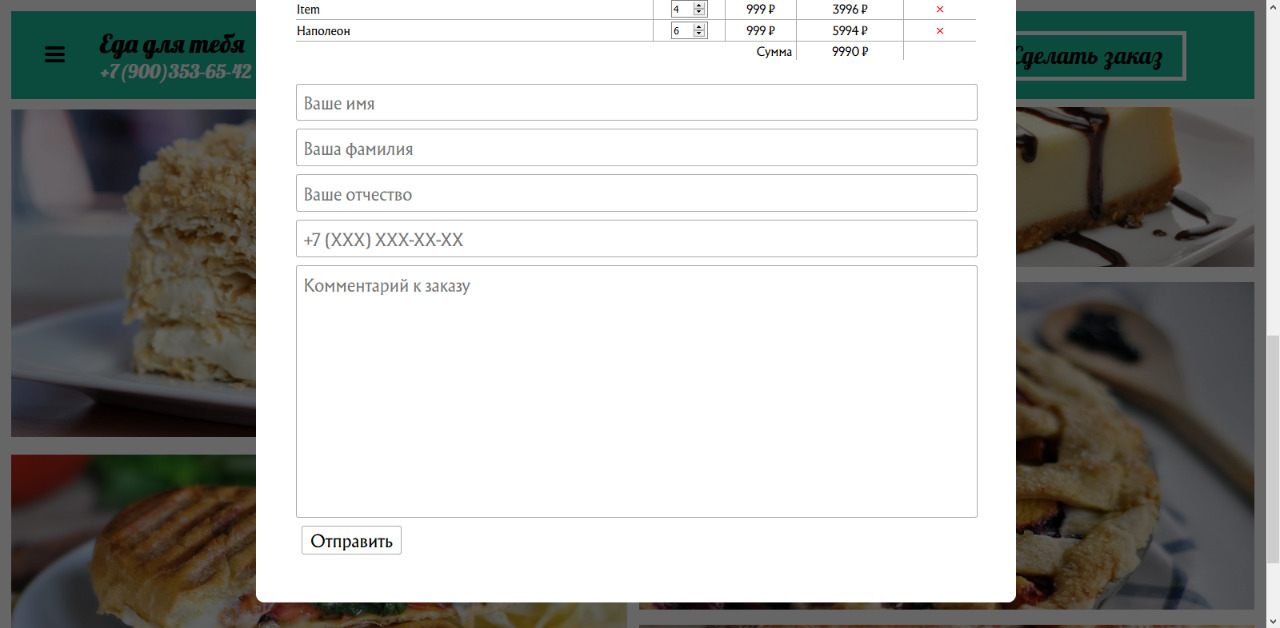 Item 4 999 ₽ 3996 ₽ ×
Наполеон 6 999 ₽ 5994 ₽ ×
Сумма 9990 ₽
Еда для тебя
+7(900)353-65-42
Сделать заказ
Ваше имя
Ваша фамилия
Ваше отчество
+7 (XXX) XXX-XX-XX
Комментарий к заказу
Отправить